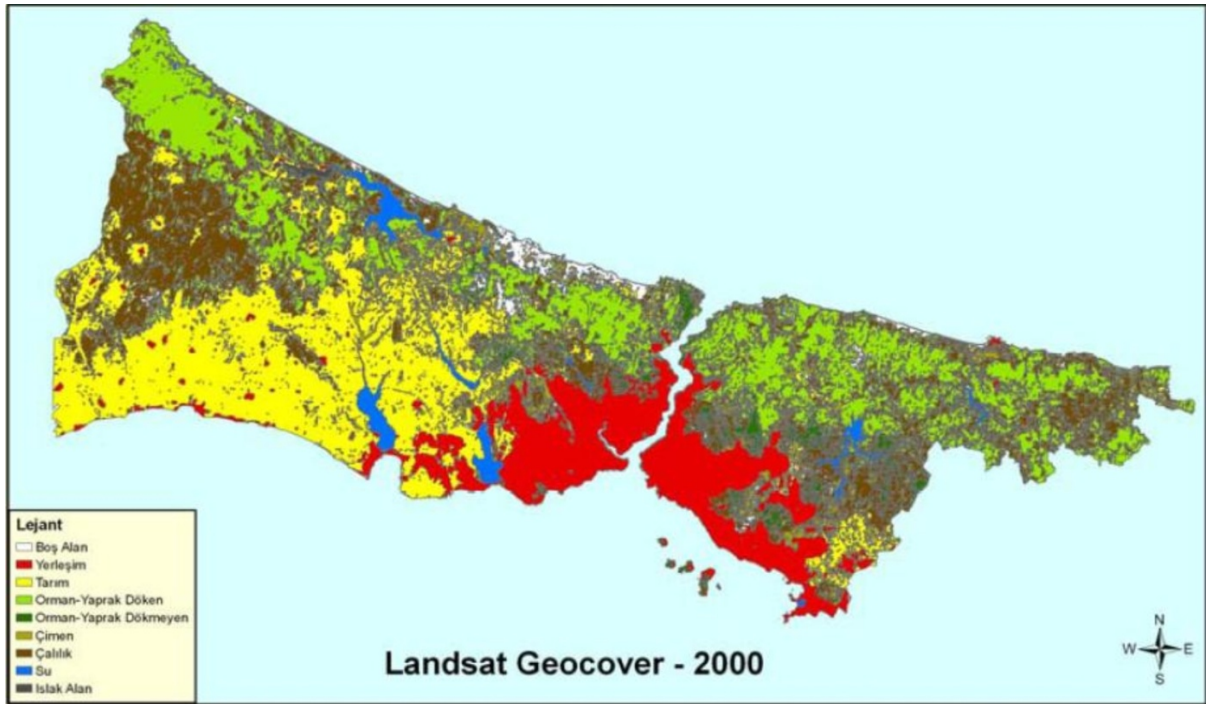 Lejant
Boş Alan
Yerleşim
Tarım
Orman-Yaprak Döken
Orman-Yaprak Dökmeyen
Çimen
Çalılık
Su
Islak Alan
Landsat Geocover - 2000
N
W E
S